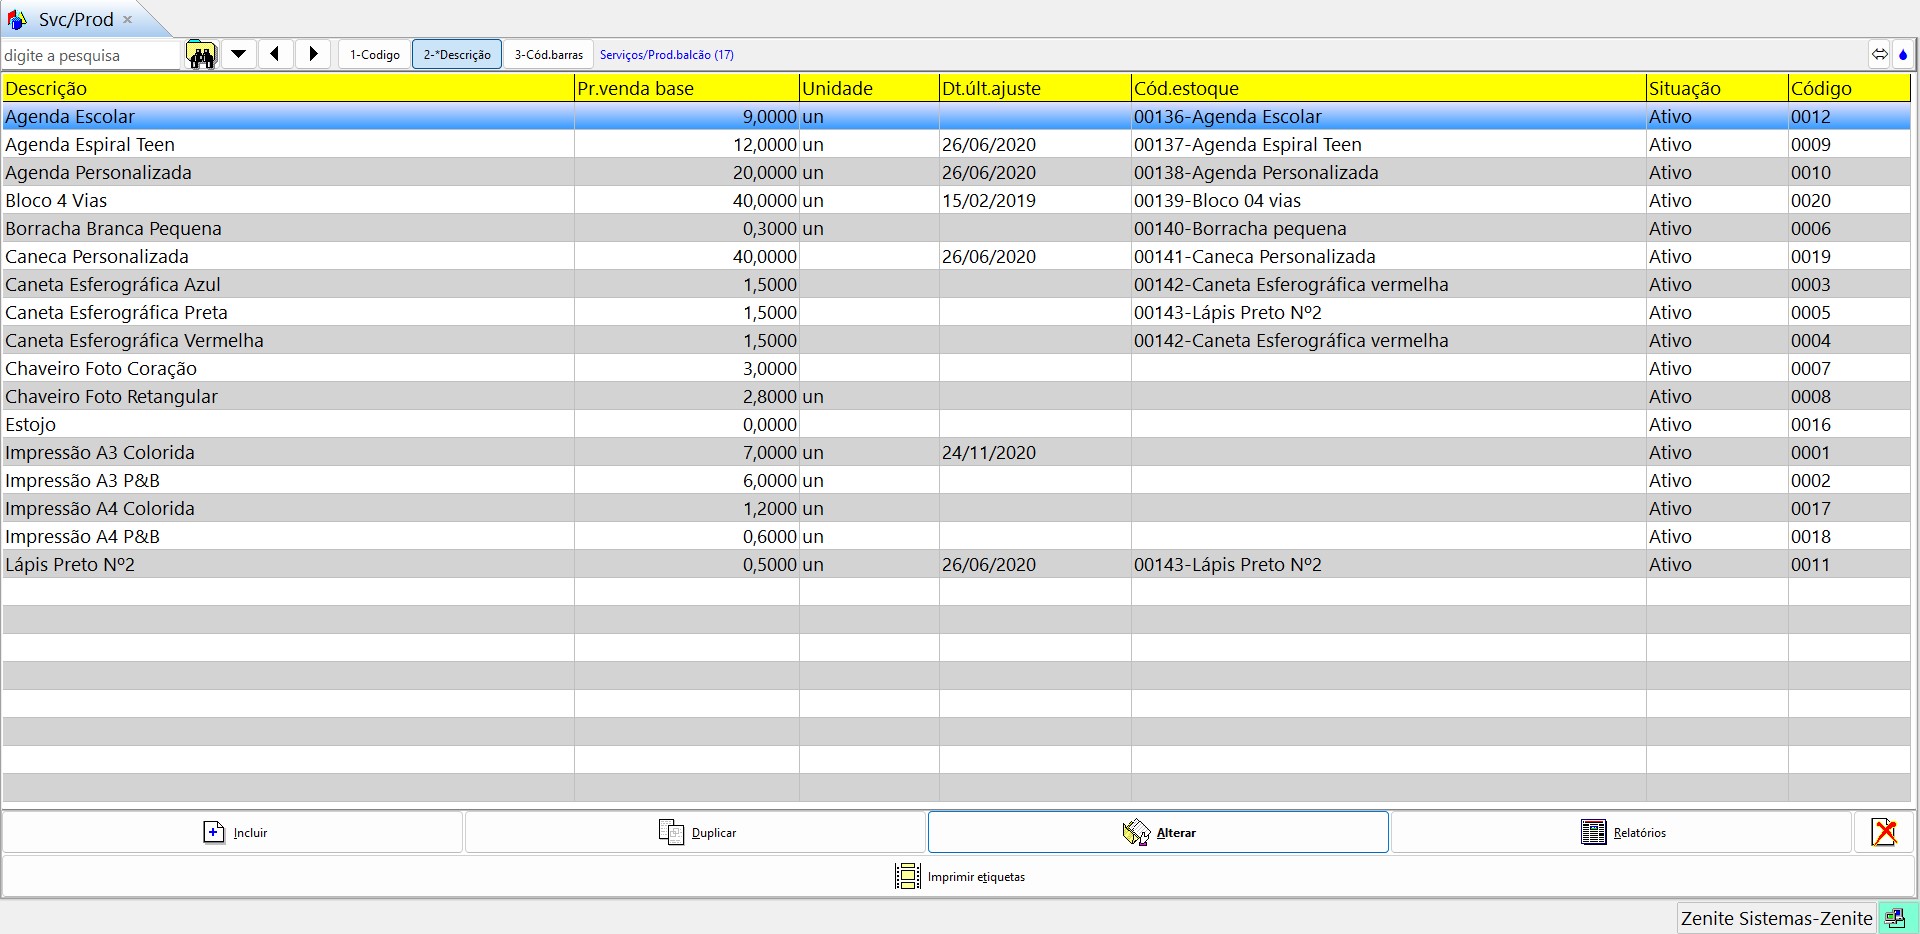 Svc/Prod
digite a pesquisa 1-Codigo 2-*Descrição 3-Cód.barras Serviços/Prod.balcão (17)
Descrição Pr.venda base Unidade Dt.últ.ajuste Cód.estoque Situação Código
Agenda Escolar 9,0000 un 00136-Agenda Escolar Ativo 0012
Agenda Espiral Teen 12,0000 un 26/06/2020 00137-Agenda Espiral Teen Ativo 0009
Agenda Personalizada 20,0000 un 26/06/2020 00138-Agenda Personalizada Ativo 0010
Bloco 4 Vias 40,0000 un 15/02/2019 00139-Bloco 04 vias Ativo 0020
Borracha Branca Pequena 0,3000 un 00140-Borracha pequena Ativo 0006
Caneca Personalizada 40,0000 26/06/2020 00141-Caneca Personalizada Ativo 0019
Caneta Esferográfica Azul 1,5000 00142-Caneta Esferográfica vermelha Ativo 0003
Caneta Esferográfica Preta 1,5000 00143-Lápis Preto Nº2 Ativo 0005
Caneta Esferográfica Vermelha 1,5000 00142-Caneta Esferográfica vermelha Ativo 0004
Chaveiro Foto Coração 3,0000 Ativo 0007
Chaveiro Foto Retangular 2,8000 un Ativo 0008
Estojo 0,0000 Ativo 0016
Impressão A3 Colorida 7,0000 un 24/11/2020 Ativo 0001
Impressão A3 P&B 6,0000 un Ativo 0002
Impressão A4 Colorida 1,2000 un Ativo 0017
Impressão A4 P&B 0,6000 un Ativo 0018
Lápis Preto Nº2 0,5000 un 26/06/2020 00143-Lápis Preto Nº2 Ativo 0011
Incluir Duplicar Alterar Relatórios
Imprimir etiquetas
Zenite Sistemas-Zenite